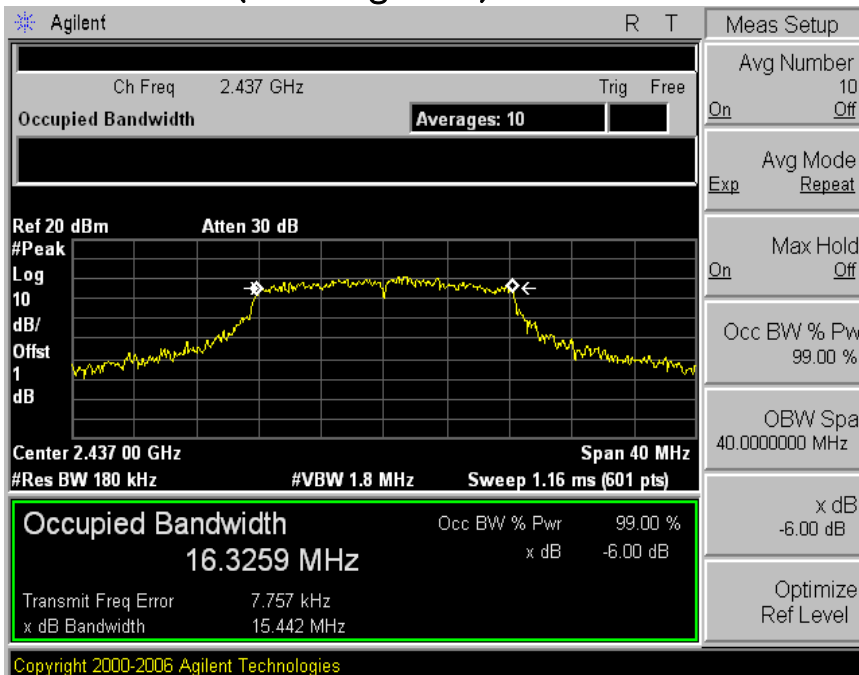 Agilent R T
Ch Freq 2.437 GHz Trig Free
Occupied Bandwidth Averages: 10
Ref 20 dBm Atten 30 dB
#Peak
Log
10
dB/
Offst
1
dB
Center 2.437 00 GHz Span 40 MHz
#Res BW 180 kHz #VBW 1.8 MHz Sweep 1.16 ms (601 pts)
Occupied Bandwidth Occ BW % Pwr 99.00 %
16.3259 MHz x dB -6.00 dB
Transmit Freq Error 7.757 kHz
x dB Bandwidth 15.442 MHz
Copyright 2000-2006 Agilent Technologies
Meas Setup
Avg Number
10
On Off
Avg Mode
Exp Repeat
Max Hold
On Off
Occ BW % Pw
99.00 %
OBW Spa
40.0000000 MHz
x dB
-6.00 dB
Optimize
Ref Level